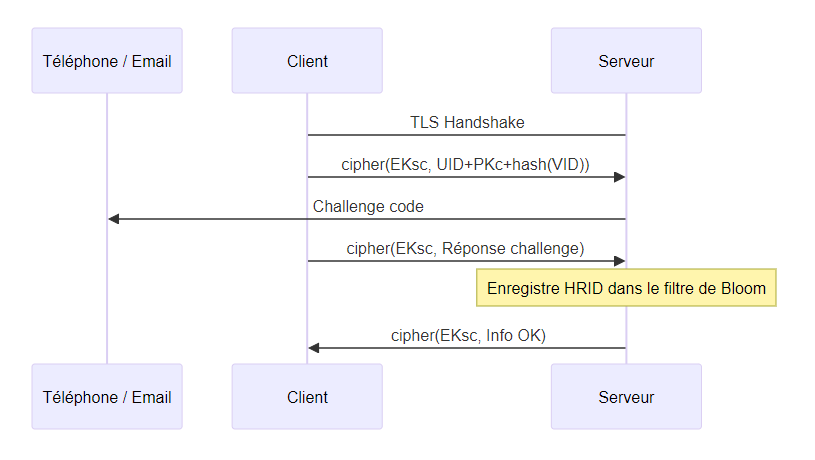 Téléphone / Email
Client
Serveur
TLS Handshake
cipher(EKsc, UID+PKc+hash(VID))
Challenge code
cipher(EKsc, Réponse challenge)
Enregistre HRID dans le filtre de Bloom
cipher(EKsc, Info OK)
Téléphone / Email
Client
Serveur